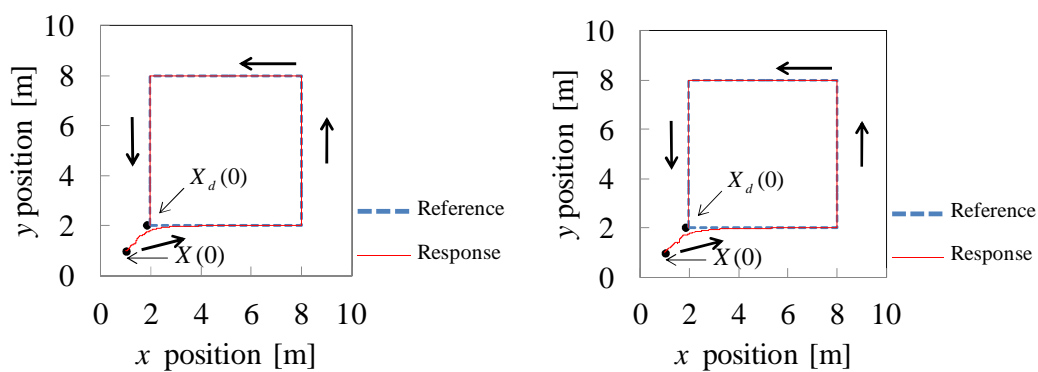 10
8
6
4
2
0
y position [m]
X_d(0)
X(0)
Reference
Response
0 2 4 6 8 10
x position [m]
10
8
6
4
2
0
y position [m]
X_d(0)
X(0)
Reference
Response
0 2 4 6 8 10
x position [m]